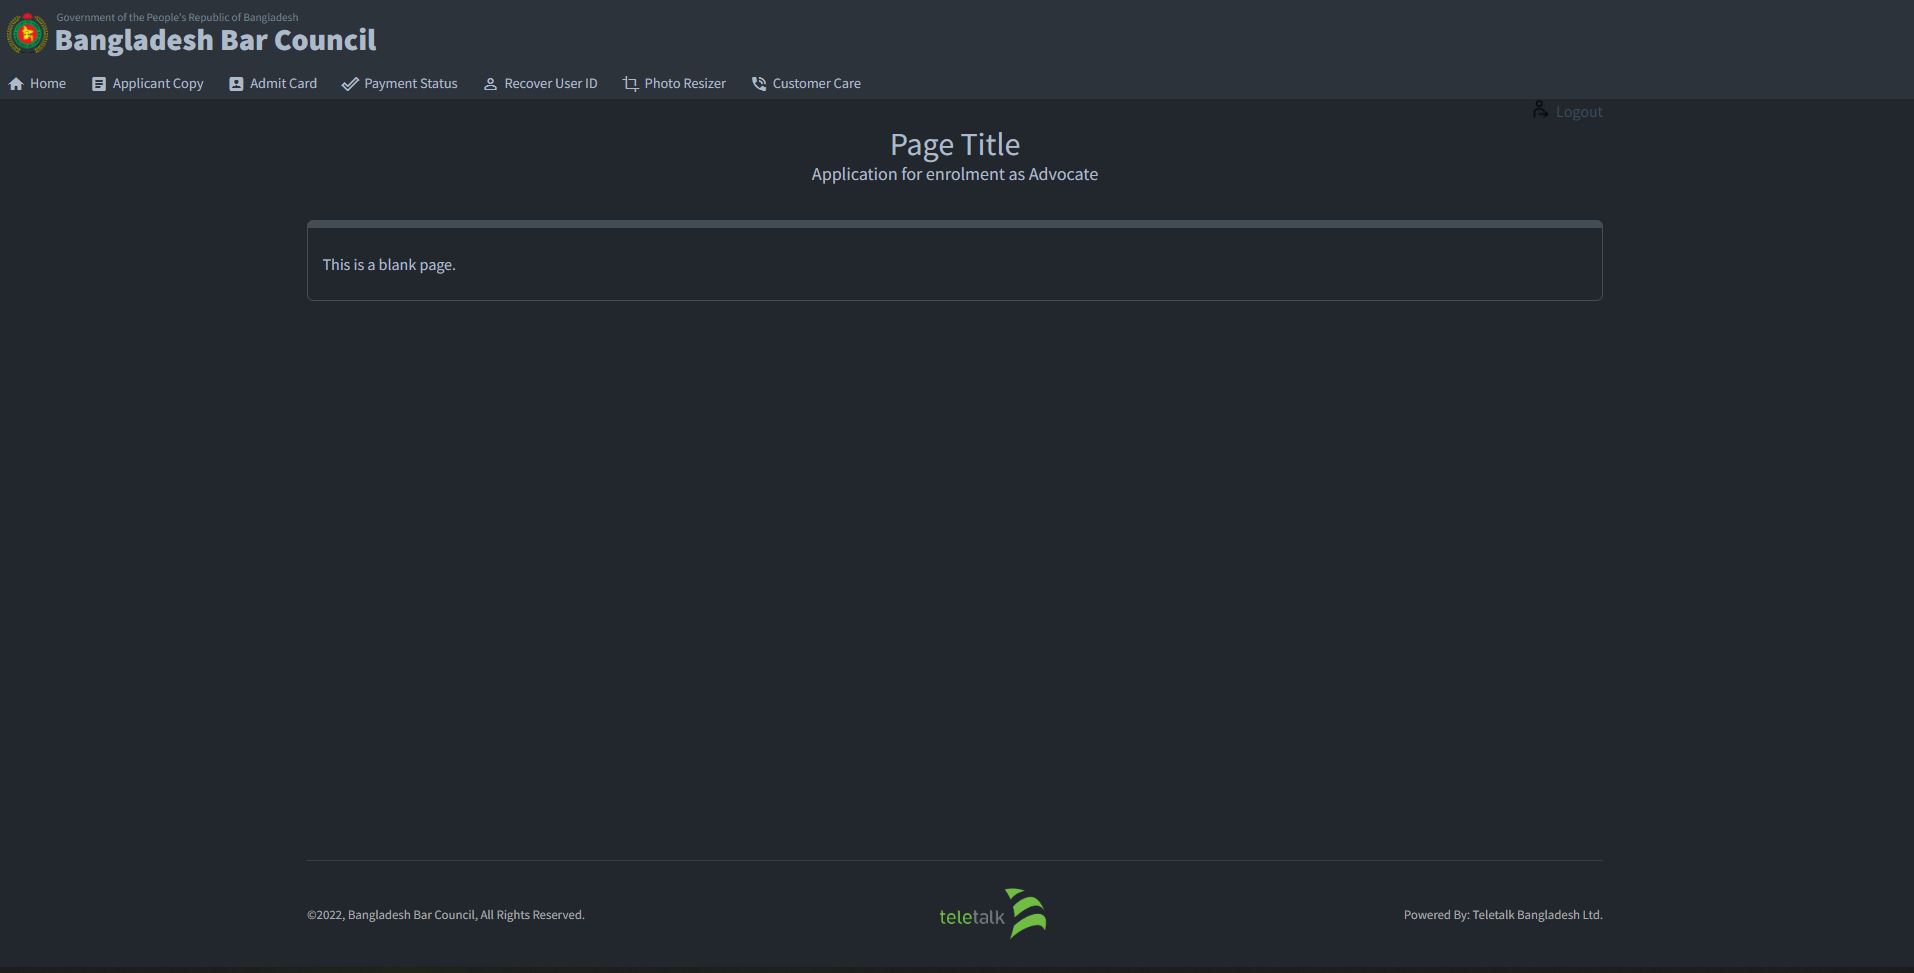 Government of the People's Republic of Bangladesh
Bangladesh Bar Council
Home Applicant Copy Admit Card Payment Status Recover User ID Photo Resizer Customer Care
Logout
Page Title
Application for enrolment as Advocate
This is a blank page.
©2022, Bangladesh Bar Council, All Rights Reserved.
teletalk
Powered By: Teletalk Bangladesh Ltd.